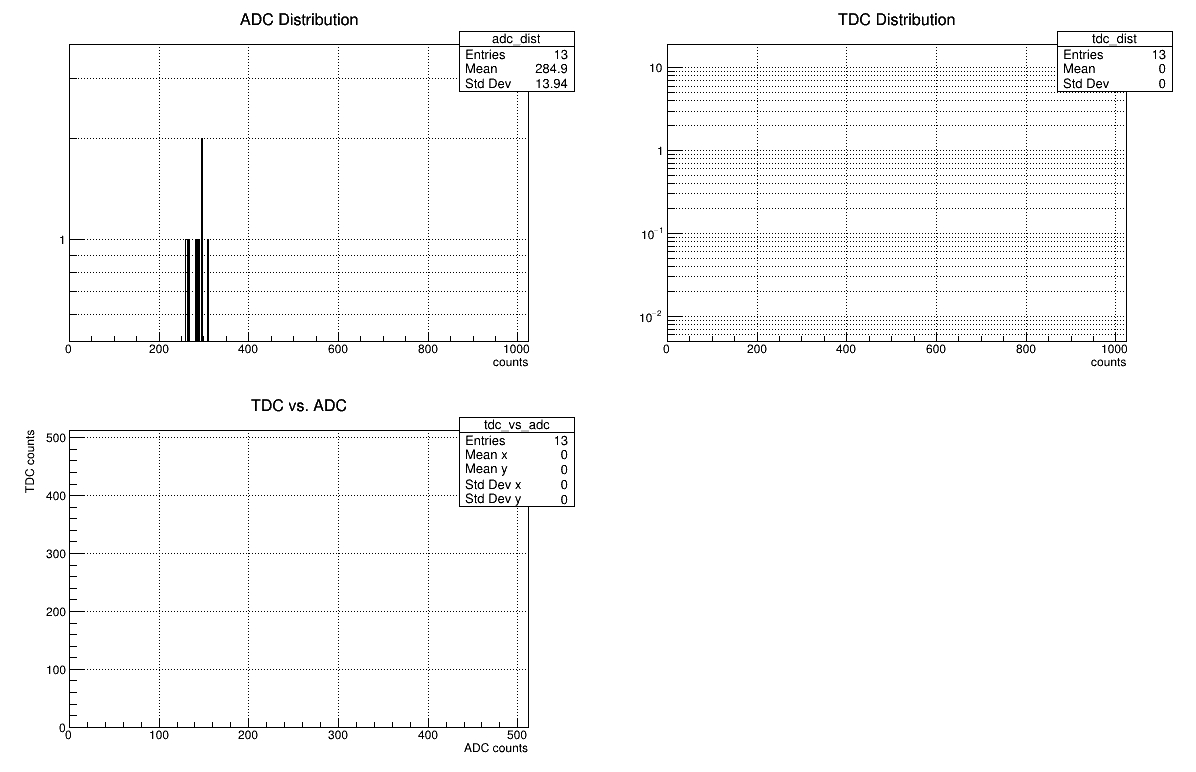 ADC Distribution
adc_dist
Entries 13
Mean 284.9
Std Dev 13.94
1
0 200 400 600 800 1000
counts
TDC Distribution
tdc_dist
Entries 13
Mean 0
Std Dev 0
10
1
10⁻¹
10⁻²
0 200 400 600 800 1000
counts
TDC vs. ADC
tdc_vs_adc
Entries 13
Mean x 0
Mean y 0
Std Dev x 0
Std Dev y 0
TDC counts
500
400
300
200
100
0
0 100 200 300 400 500
ADC counts